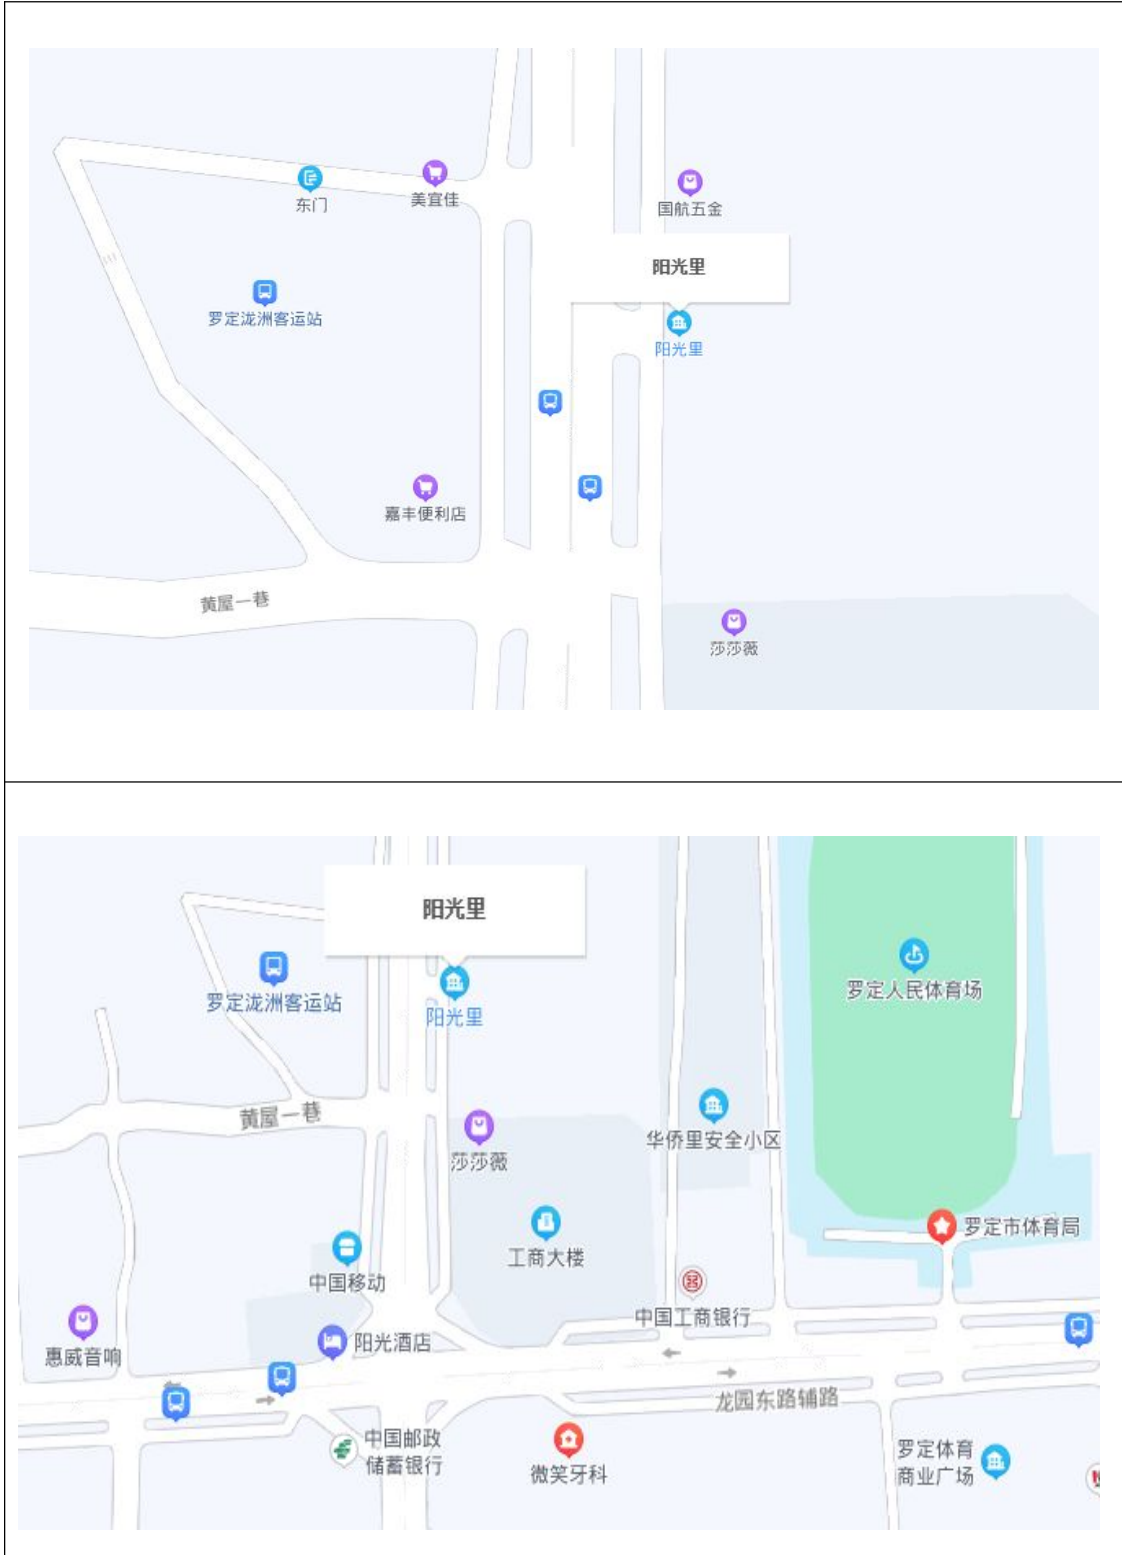 东门
美宜佳
国航五金
阳光里
罗定泷洲客运站
阳光里
嘉丰便利店
黄屋一巷
莎莎薇
阳光里
罗定泷洲客运站
阳光里
罗定人民体育场
黄屋一巷
华侨里安全小区
莎莎薇
罗定市体育局
工商大楼
中国移动
中国工商银行
阳光酒店
惠威音响
龙园东路辅路
中国邮政
储蓄银行
微笑牙科
罗定体育
商业广场